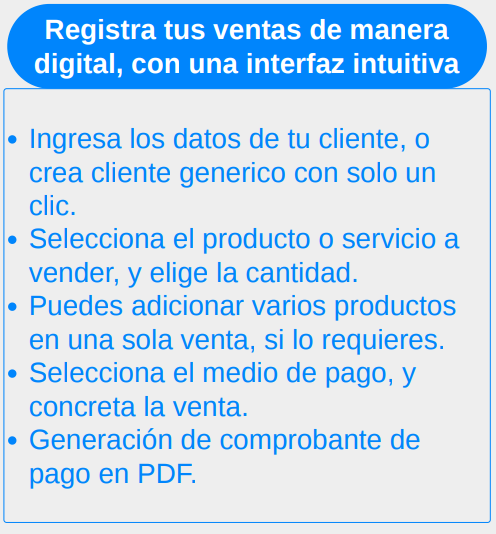 Registra tus ventas de manera
digital, con una interfaz intuitiva
• Ingresa los datos de tu cliente, o
crea cliente generico con solo un
clic.
• Selecciona el producto o servicio a
vender, y elige la cantidad.
• Puedes adicionar varios productos
en una sola venta, si lo requieres.
• Selecciona el medio de pago, y
concreta la venta.
• Generación de comprobante de
pago en PDF.